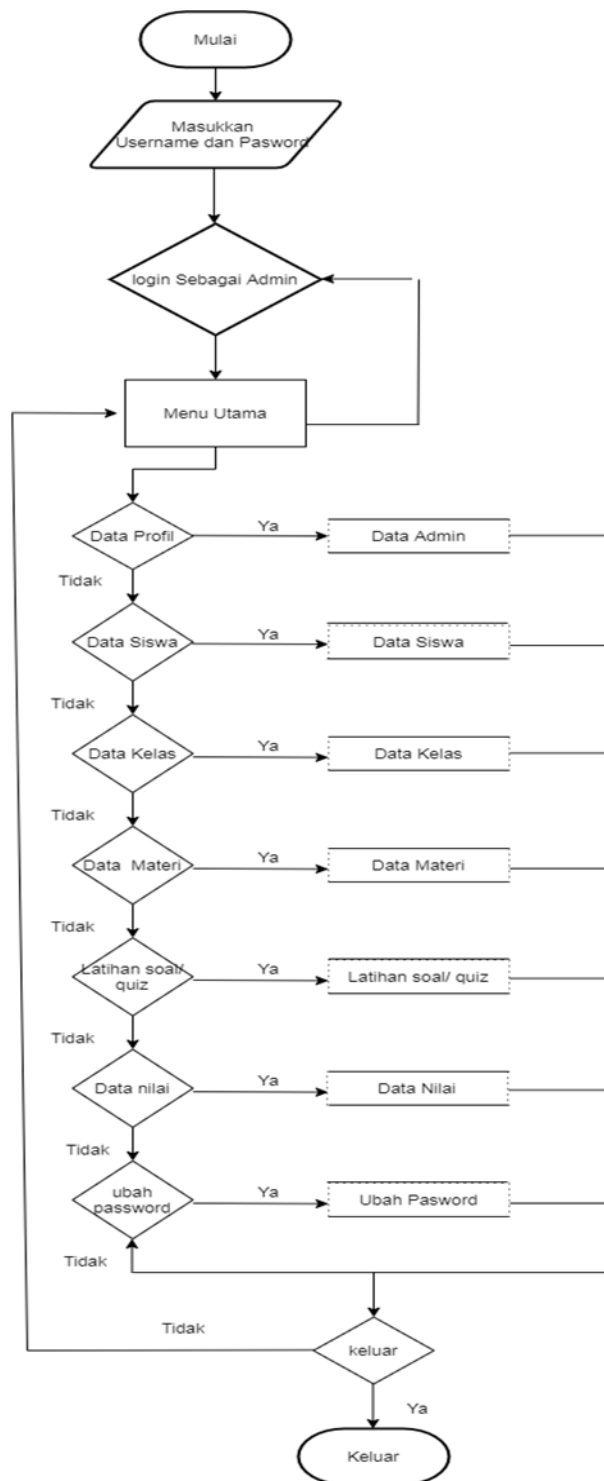 Mulai
Masukkan
Username dan Pasword
login Sebagai Admin
Menu Utama
Data Profil
Ya
Data Admin
Tidak
Data Siswa
Ya
Data Siswa
Tidak
Data Kelas
Ya
Data Kelas
Tidak
Data Materi
Ya
Data Materi
Tidak
Latihan soal/
quiz
Ya
Latihan soal/ quiz
Tidak
Data nilai
Ya
Data Nilai
Tidak
ubah
password
Ya
Ubah Pasword
Tidak
Tidak
keluar
Ya
Keluar